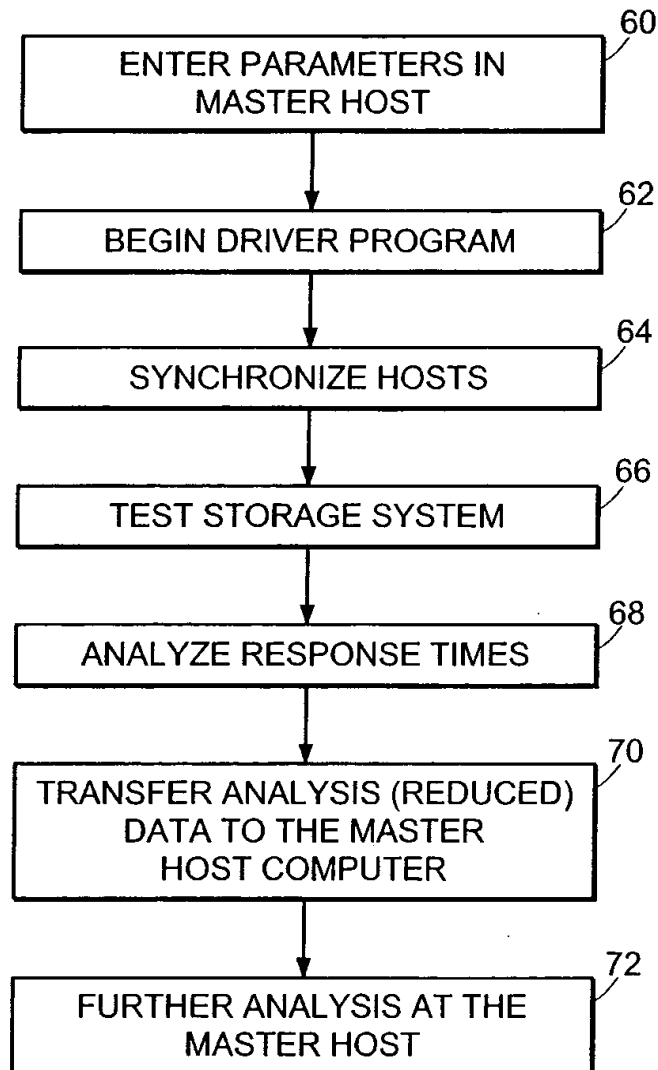 60
ENTER PARAMETERS IN
MASTER HOST
62
BEGIN DRIVER PROGRAM
64
SYNCHRONIZE HOSTS
66
TEST STORAGE SYSTEM
68
ANALYZE RESPONSE TIMES
70
TRANSFER ANALYSIS (REDUCED)
DATA TO THE MASTER
HOST COMPUTER
72
FURTHER ANALYSIS AT THE
MASTER HOST